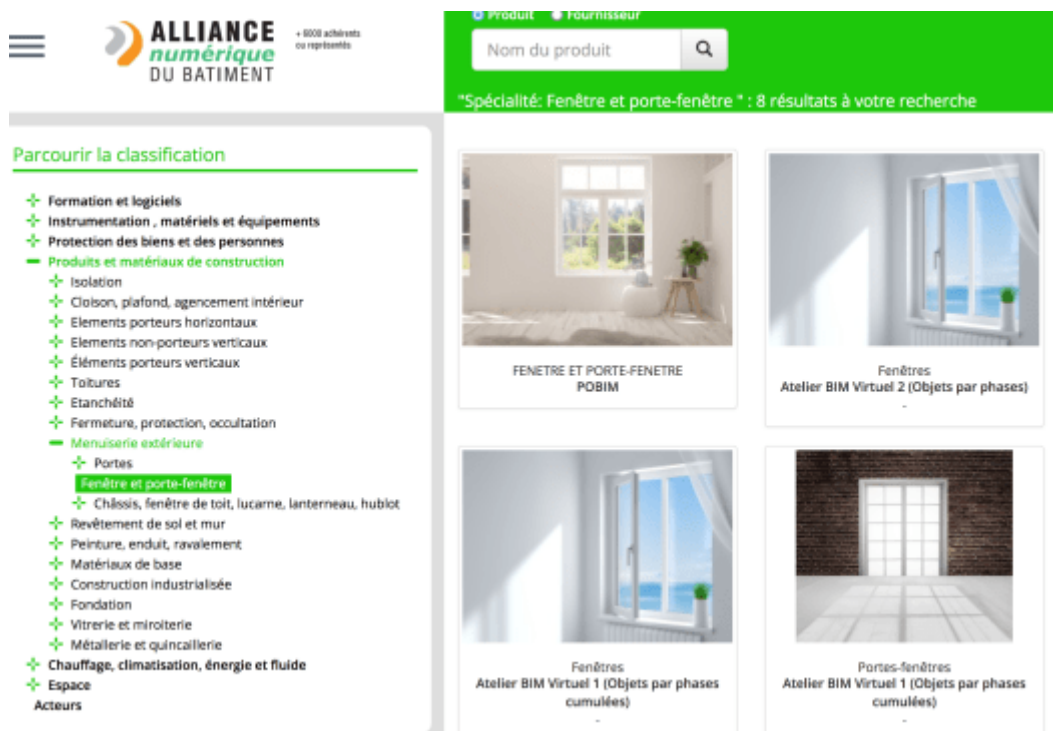 ALLIANCE
numérique
DU BATIMENT
+ 6000 adhérents
ou représentés
Produit Fournisseur
Nom du produit
"Spécialité: Fenêtre et porte-fenêtre " : 8 résultats à votre recherche
Parcourir la classification
Formation et logiciels
Instrumentation , matériels et équipements
Protection des biens et des personnes
Produits et matériaux de construction
Isolation
Cloison, plafond, agencement intérieur
Elements porteurs horizontaux
Elements non-porteurs verticaux
Éléments porteurs verticaux
Toitures
Etanchéité
Fermeture, protection, occultation
Menuiserie extérieure
Portes
Fenêtre et porte-fenêtre
Châssis, fenêtre de toit, lucarne, lanterneau, hublot
Revêtement de sol et mur
Peinture, enduit, ravalement
Matériaux de base
Construction industrialisée
Fondation
Vitrerie et miroiterie
Métallerie et quincaillerie
Chauffage, climatisation, énergie et fluide
Espace
Acteurs
FENETRE ET PORTE-FENETRE
POBIM
Fenêtres
Atelier BIM Virtuel 2 (Objets par phases)
-
Fenêtres
Atelier BIM Virtuel 1 (Objets par phases
cumulées)
-
Portes-fenêtres
Atelier BIM Virtuel 1 (Objets par phases
cumulées)
-